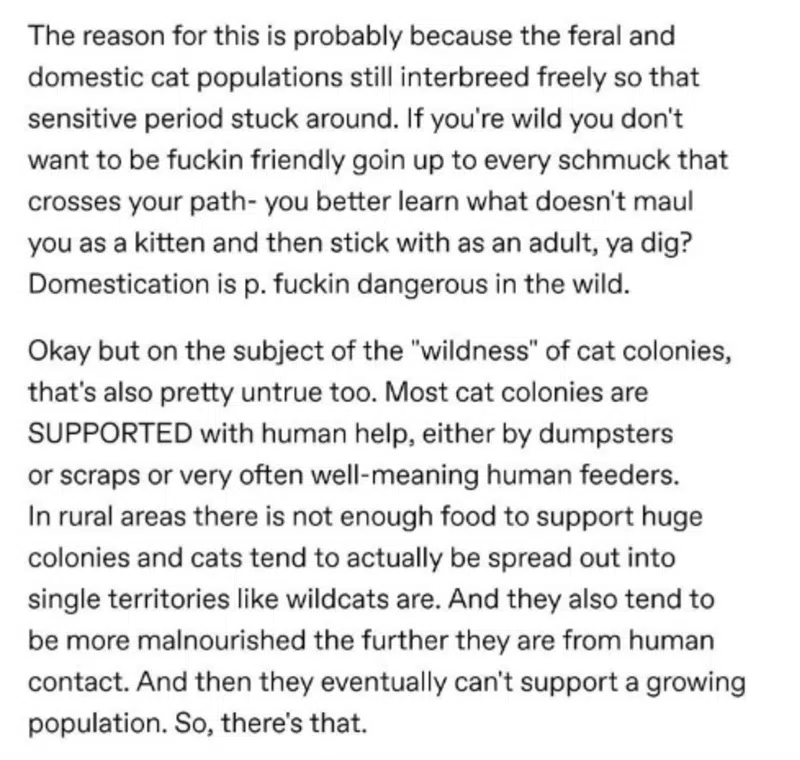 The reason for this is probably because the feral and
domestic cat populations still interbreed freely so that
sensitive period stuck around. If you're wild you don't
want to be fuckin friendly goin up to every schmuck that
crosses your path- you better learn what doesn't maul
you as a kitten and then stick with as an adult, ya dig?
Domestication is p. fuckin dangerous in the wild.
Okay but on the subject of the "wildness" of cat colonies,
that's also pretty untrue too. Most cat colonies are
SUPPORTED with human help, either by dumpsters
or scraps or very often well-meaning human feeders.
In rural areas there is not enough food to support huge
colonies and cats tend to actually be spread out into
single territories like wildcats are. And they also tend to
be more malnourished the further they are from human
contact. And then they eventually can't support a growing
population. So, there's that.